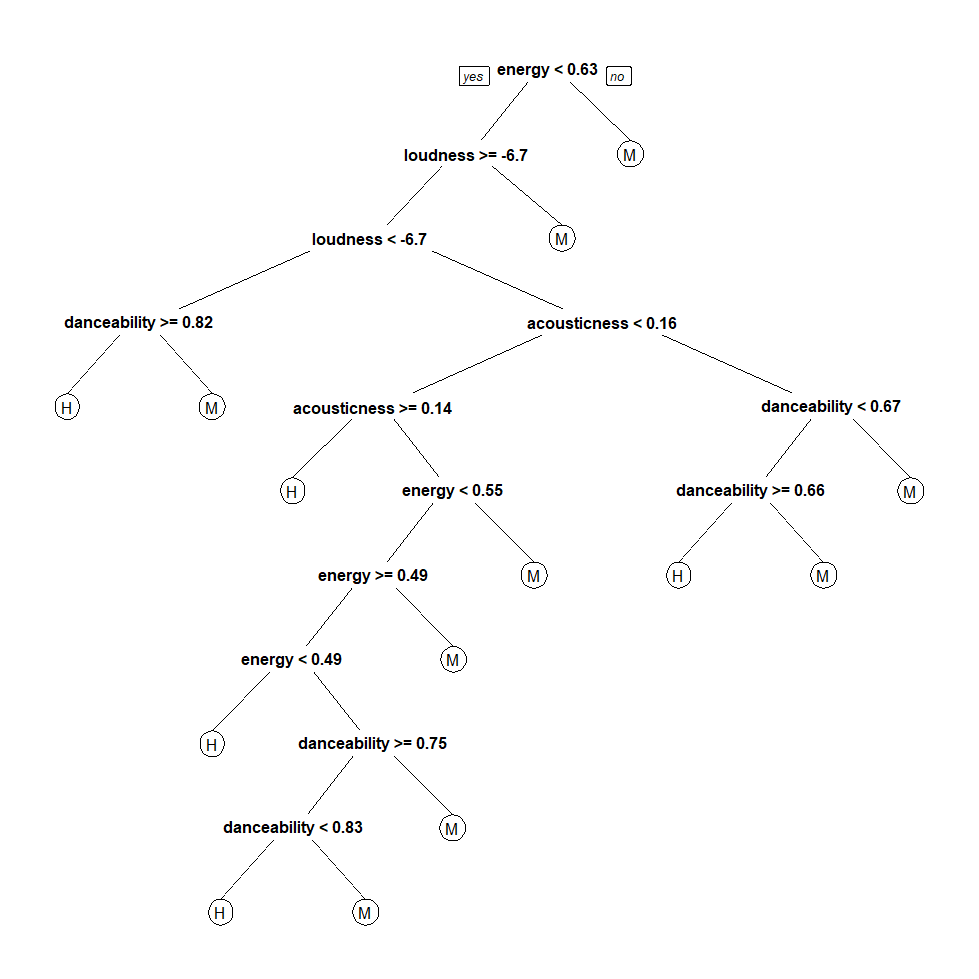 yes energy < 0.63 no
loudness >= -6.7 M
loudness < -6.7 M
danceability >= 0.82 acousticness < 0.16
H M acousticness >= 0.14 danceability < 0.67
H energy < 0.55 danceability >= 0.66 M
energy >= 0.49 M H M
energy < 0.49 M
H danceability >= 0.75
danceability < 0.83 M
H M